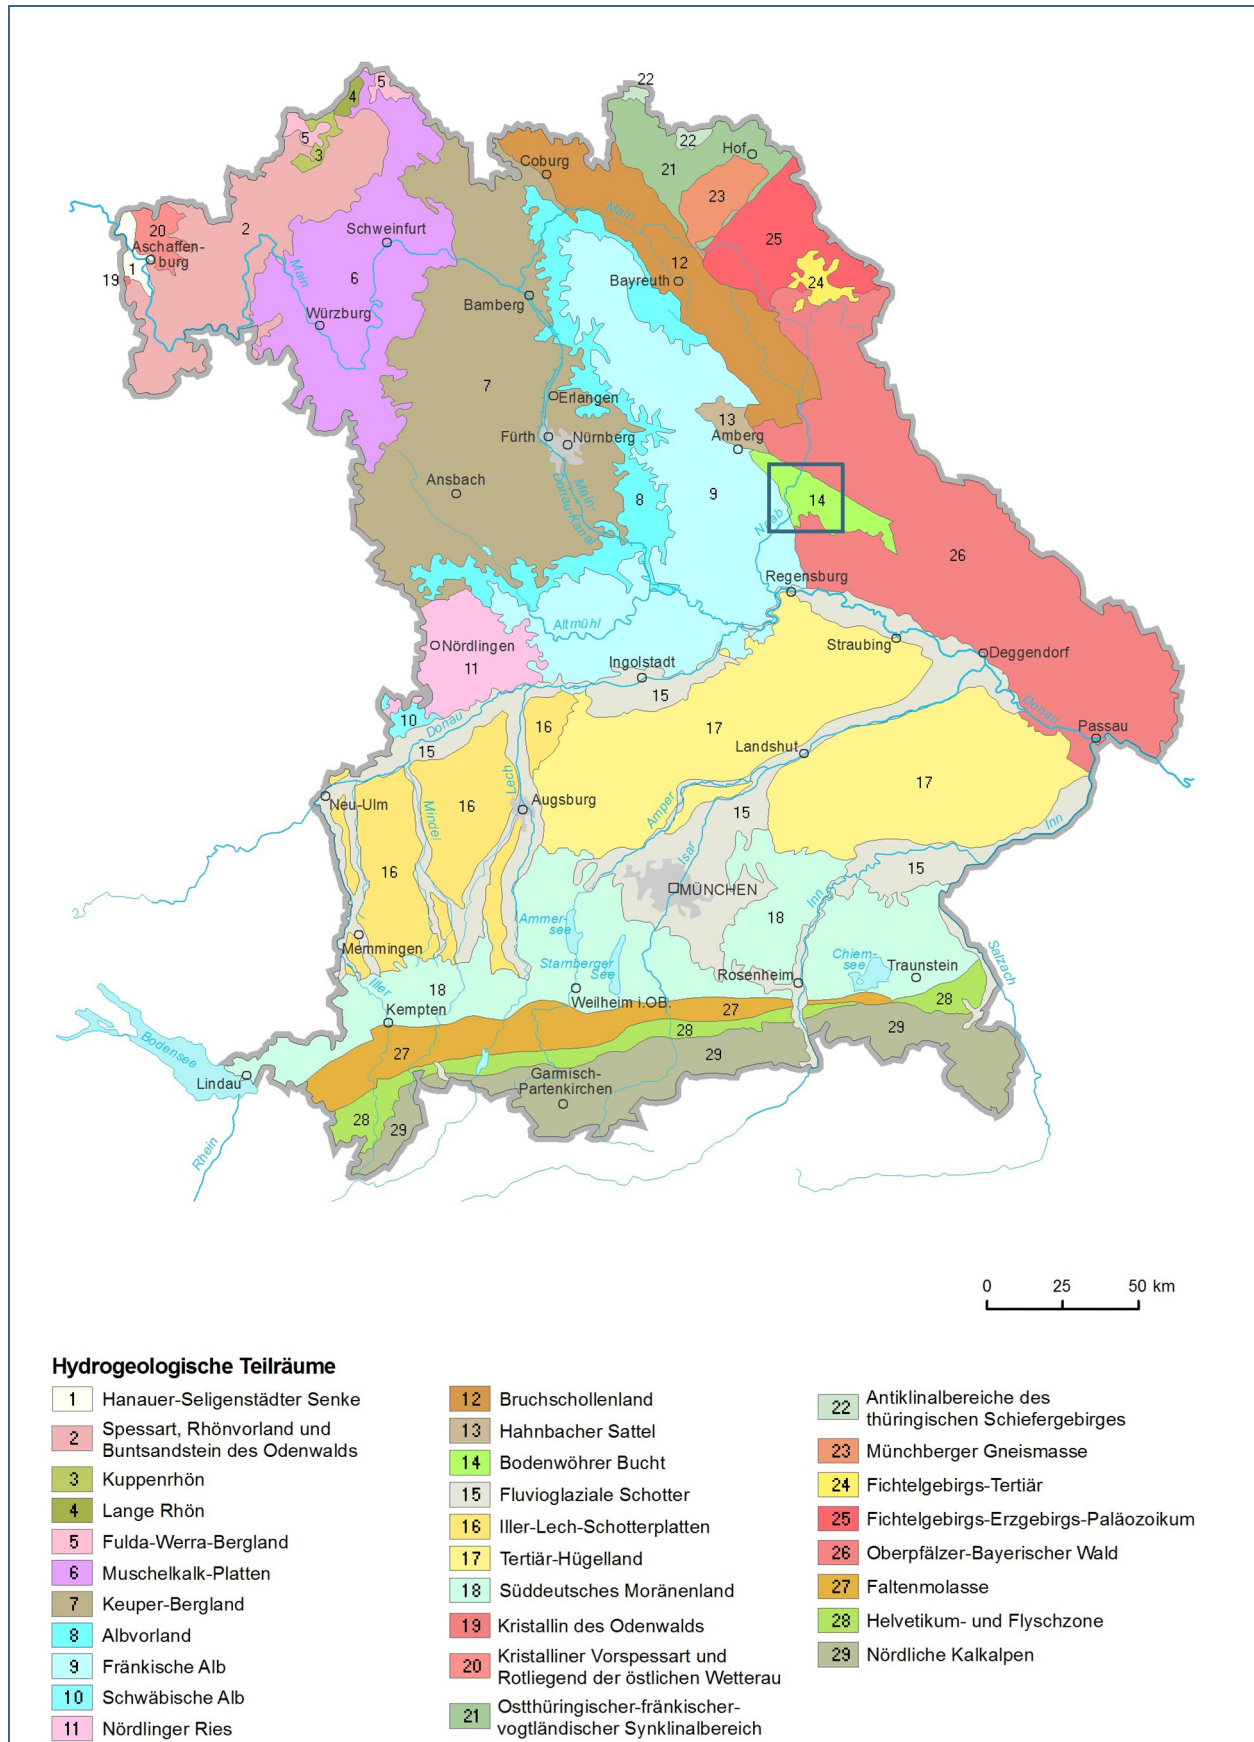 22
5
4
5
3
22
Hof
21
23
Coburg
Main
25
20
2
Schweinfurt
Aschaffen-
burg
1
19
Main
6
12
Bayreuth
24
Bamberg
Würzburg
7
Erlangen
13
Fürth
Nürnberg
Amberg
Ansbach
Main-
Donau-Kanal
8
9
14
Naab
26
Regensburg
Altmühl
Straubing
Nördlingen
11
Ingolstadt
Deggendorf
15
10
Donau
Donau
16
17
Passau
15
Landshut
Lech
17
Neu-Ulm
Mindel
16
Augsburg
Amper
15
Inn
Isar
16
15
MÜNCHEN
Inn
Ammer-
see
18
Memmingen
Starnberger
See
Chiem-
see
Salzach
Rosenheim
Traunstein
Iller
18
Weilheim i.OB.
Kempten
27
28
28
29
Bodensee
27
29
Lindau
Garmisch-
Partenkirchen
28
29
Rhein
0 25 50 km
Hydrogeologische Teilräume
1 Hanauer-Seligenstädter Senke
2 Spessart, Rhönvorland und
Buntsandstein des Odenwalds
3 Kuppenrhön
4 Lange Rhön
5 Fulda-Werra-Bergland
6 Muschelkalk-Platten
7 Keuper-Bergland
8 Albvorland
9 Fränkische Alb
10 Schwäbische Alb
11 Nördlinger Ries
12 Bruchschollenland
13 Hahnbacher Sattel
14 Bodenwöhrer Bucht
15 Fluvioglaziale Schotter
16 Iller-Lech-Schotterplatten
17 Tertiär-Hügelland
18 Süddeutsches Moränenland
19 Kristallin des Odenwalds
20 Kristalliner Vorspessart und
Rotliegend der östlichen Wetterau
21 Ostthüringischer-fränkischer-
vogtländischer Synklinalbereich
22 Antiklinalbereiche des
thüringischen Schiefergebirges
23 Münchberger Gneismasse
24 Fichtelgebirgs-Tertiär
25 Fichtelgebirgs-Erzgebirgs-Paläozoikum
26 Oberpfälzer-Bayerischer Wald
27 Faltenmolasse
28 Helvetikum- und Flyschzone
29 Nördliche Kalkalpen